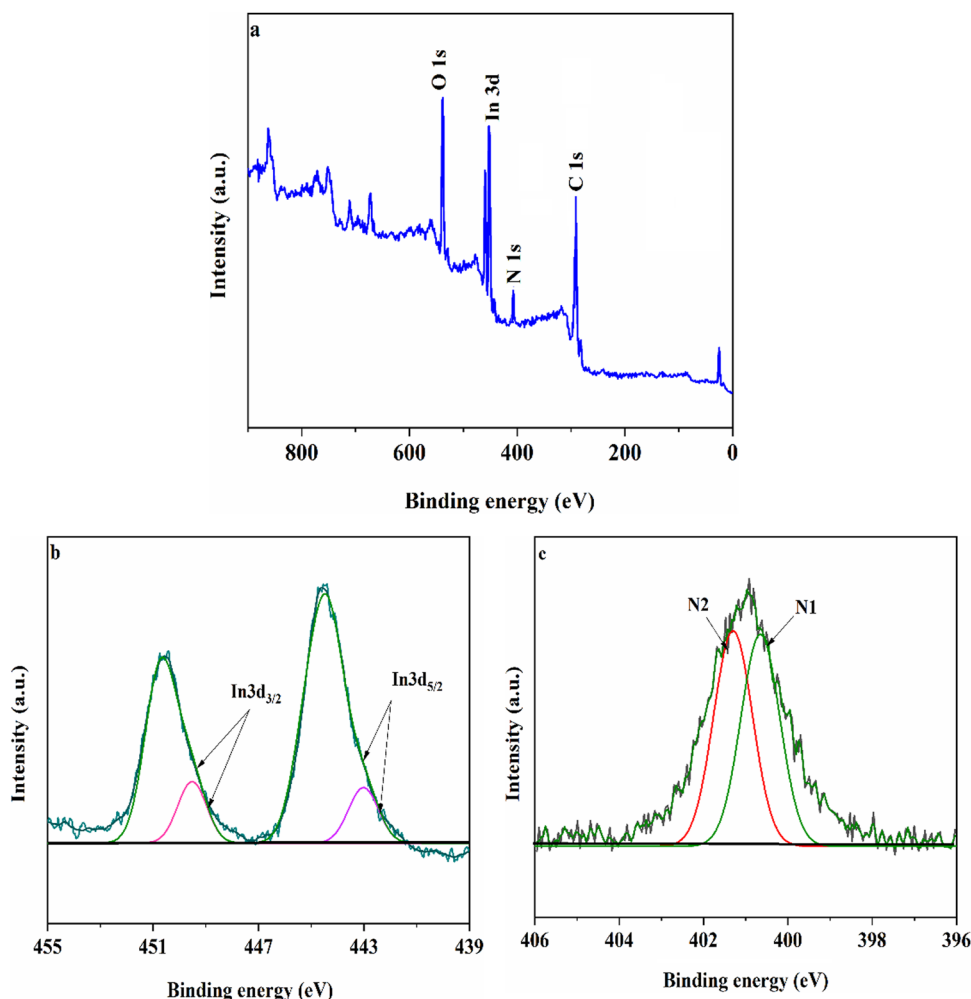 a
O 1s
In 3d
N 1s
C 1s
Intensity (a.u.)
800 600 400 200 0
Binding energy (eV)
b
In3d3/2
In3d5/2
Intensity (a.u.)
455 451 447 443 439
Binding energy (eV)
c
N2
N1
Intensity (a.u.)
406 404 402 400 398 396
Binding energy (eV)